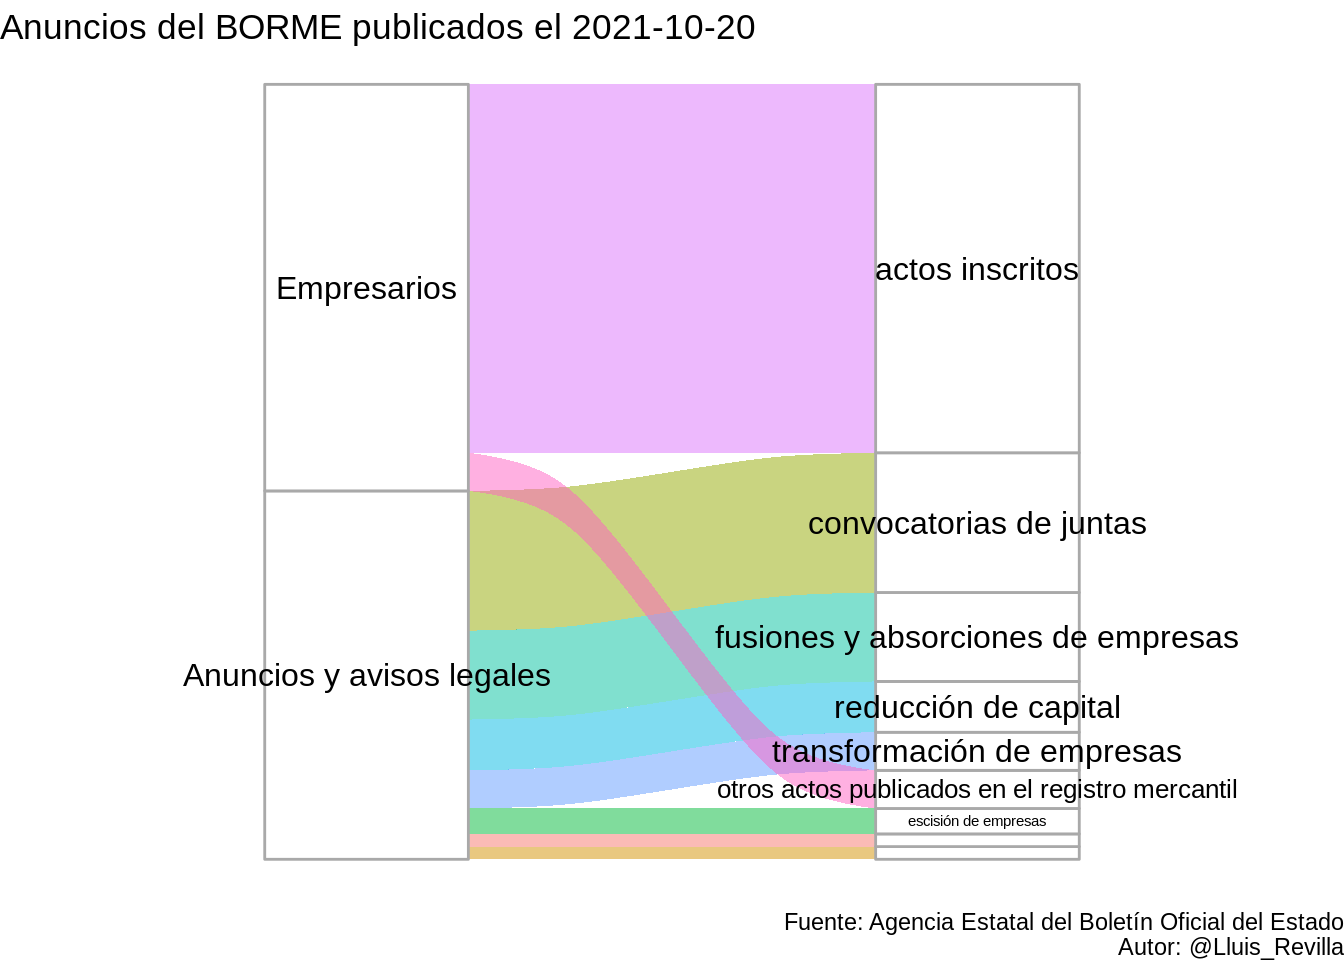 Anuncios del BORME publicados el 2021-10-20
Empresarios
actos inscritos
convocatorias de juntas
fusiones y absorciones de empresas
Anuncios y avisos legales
reducción de capital
transformación de empresas
otros actos publicados en el registro mercantil
escisión de empresas
Fuente: Agencia Estatal del Boletín Oficial del Estado
Autor: @Lluis_Revilla